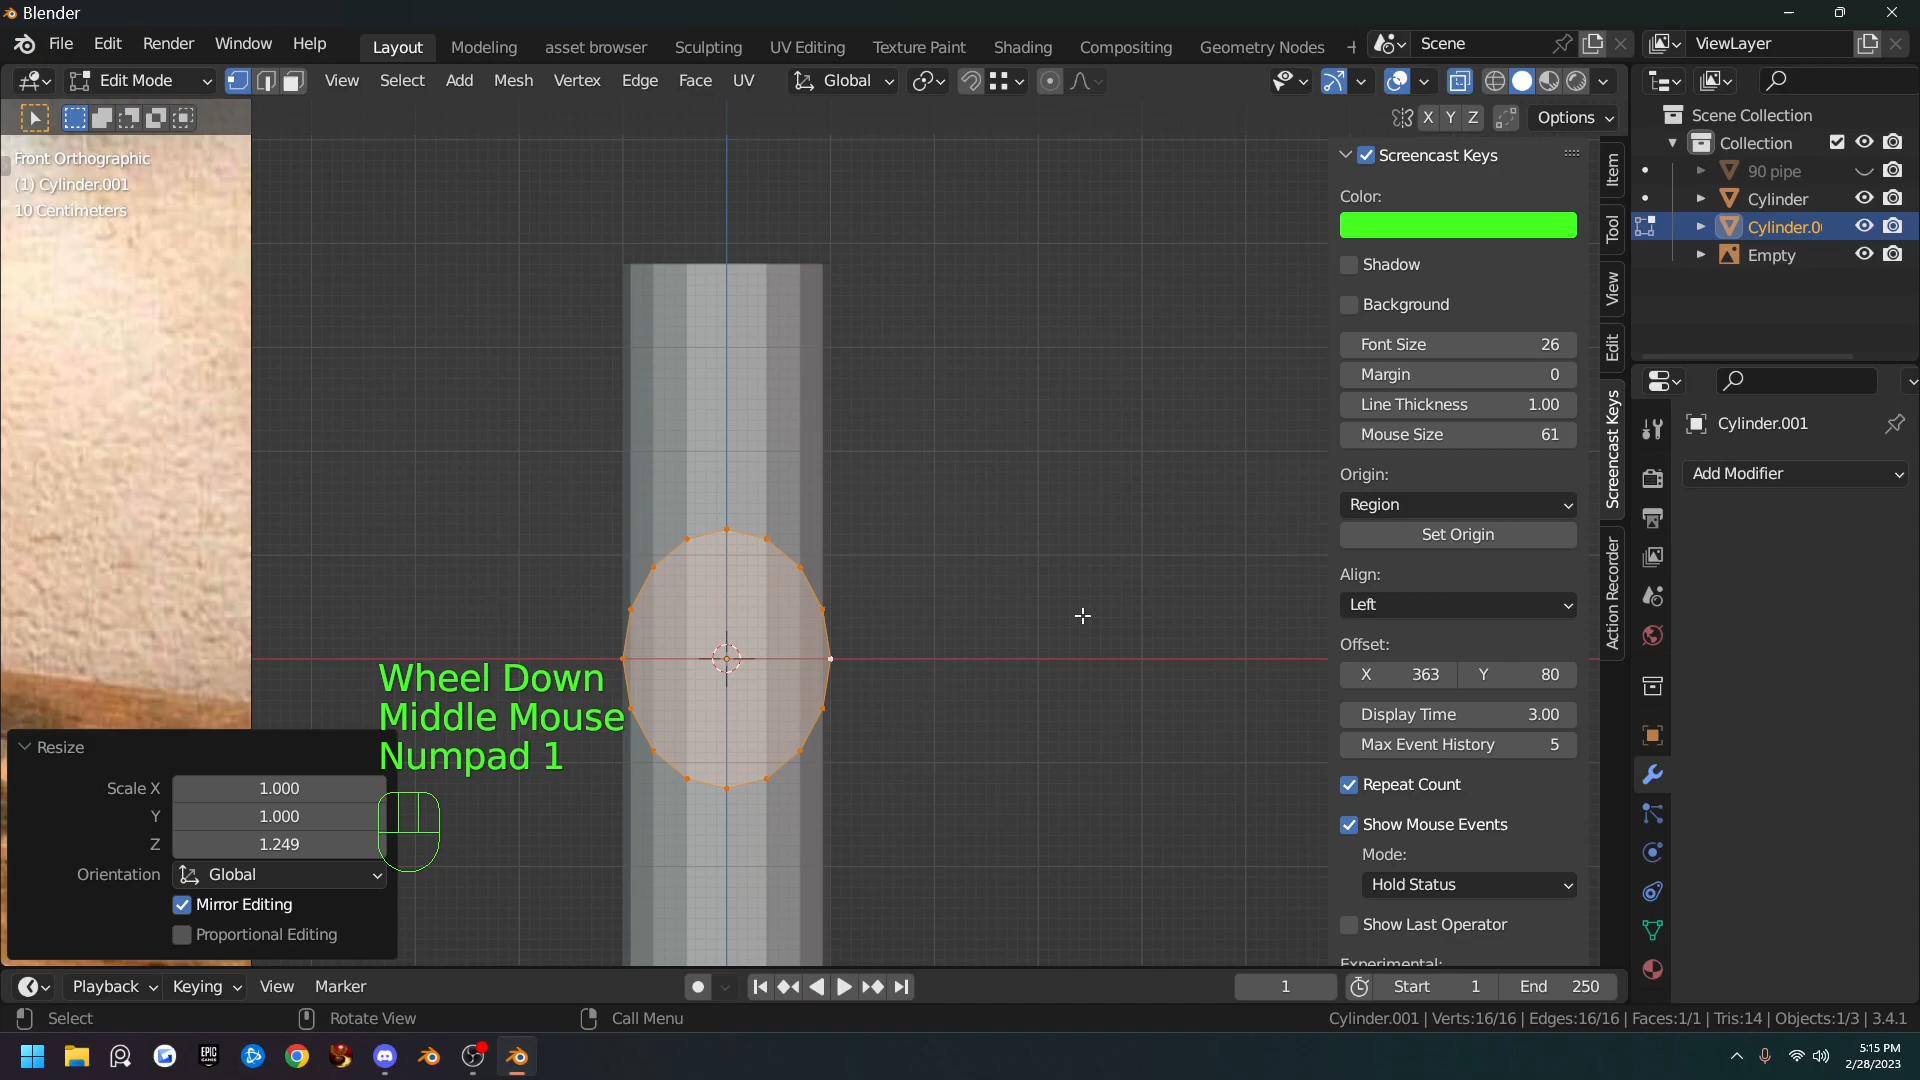 Blender
File Edit Render Window Help
Layout Modeling asset browser Sculpting UV Editing Texture Paint Shading Compositing Geometry Nodes
Scene
ViewLayer
Edit Mode View Select Add Mesh Vertex Edge Face UV
Global
X Y Z Options
Front Orthographic
(1) Cylinder.001
10 Centimeters
Screencast Keys
Color:
Shadow
Background
Font Size 26
Margin 0
Line Thickness 1.00
Mouse Size 61
Origin:
Region
Set Origin
Align:
Left
Offset:
X 363 Y 80
Display Time 3.00
Max Event History 5
Repeat Count
Show Mouse Events
Mode:
Hold Status
Show Last Operator
Experimental:
Item
Tool
View
Edit
Screencast Keys
Action Recorder
Scene Collection
Collection
90 pipe
Cylinder
Cylinder.0
Empty
Cylinder.001
Add Modifier
Wheel Down
Middle Mouse
Numpad 1
Resize
Scale X 1.000
Y 1.000
Z 1.249
Orientation Global
Mirror Editing
Proportional Editing
Playback Keying View Marker
1
Start 1 End 250
Select Rotate View Call Menu
Cylinder.001 | Verts:16/16 | Edges:16/16 | Faces:1/1 | Tris:14 | Objects:1/3 | 3.4.1
EPIC
GAMES
5:15 PM
2/28/2023